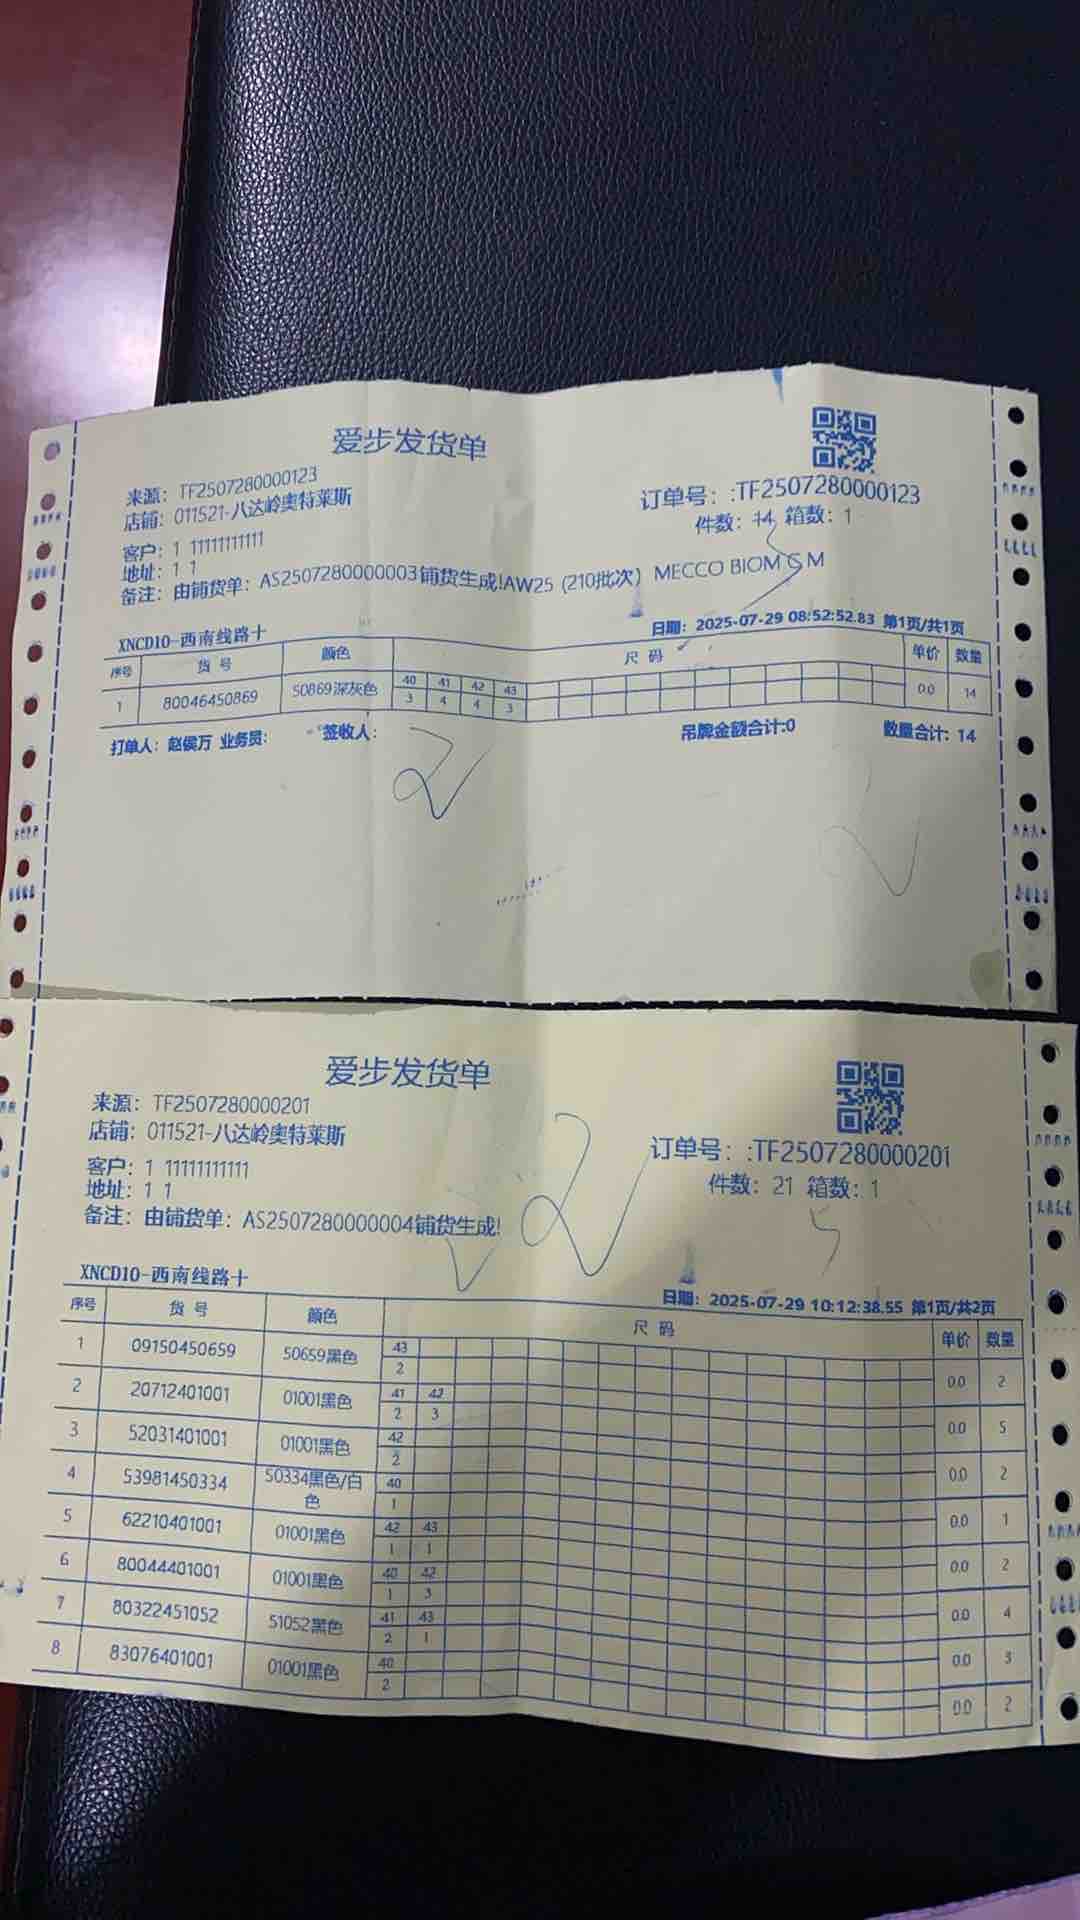 爱步发货单
来源：TF2507280000123
店铺：011521-八达岭奥特莱斯
订单号：:TF2507280000123
件数：14 箱数：1
客户：1 11111111111
地址：1 1
备注：由铺货单：AS2507280000003铺货生成!AW25（210批次）MECCO BIOM G M
XNCD10-西南线路十
日期：2025-07-29 08:52:52.83 第1页/共1页
序号 货号 颜色 尺码 单价 数量
40 41 42 43
1 80046450869 50869深灰色 3 4 4 3 0.0 14
打单人：赵侯万 业务员： 签收人： 吊牌金额合计:0 数量合计：14
爱步发货单
来源：TF2507280000201
店铺：011521-八达岭奥特莱斯
订单号：:TF2507280000201
件数：21 箱数：1
客户：1 11111111111
地址：1 1
备注：由铺货单：AS2507280000004铺货生成!
5
XNCD10-西南线路十
日期：2025-07-29 10:12:38.55 第1页/共2页
序号 货号 颜色 尺码 单价 数量
43
1 09150450659 50659黑色 2 0.0 2
41 42
2 20712401001 01001黑色 2 3 0.0 5
42
3 52031401001 01001黑色 2 0.0 2
40
4 53981450334 50334黑色/白色 1 0.0 1
42 43
5 62210401001 01001黑色 1 1 0.0 2
40 42
6 80044401001 01001黑色 1 3 0.0 4
41 43
7 80322451052 51052黑色 2 1 0.0 3
40
8 83076401001 01001黑色 2 0.0 2